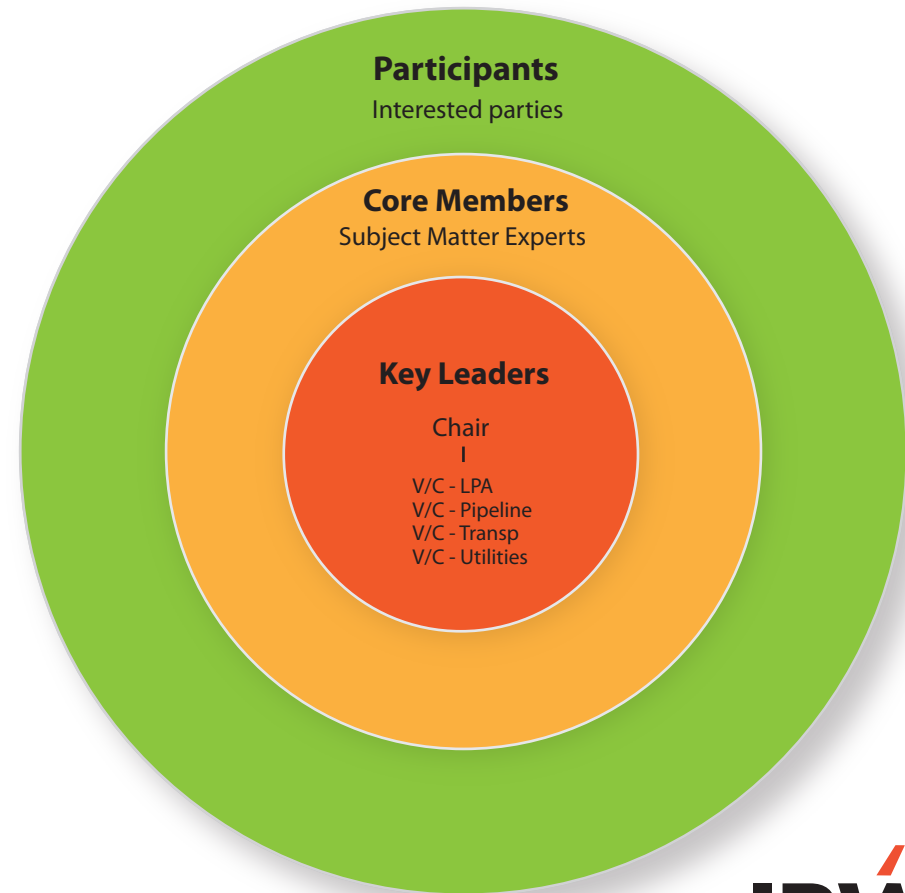 Participants
Interested parties
Core Members
Subject Matter Experts
Key Leaders
Chair
V/C - LPA
V/C - Pipeline
V/C - Transp
V/C - Utilities